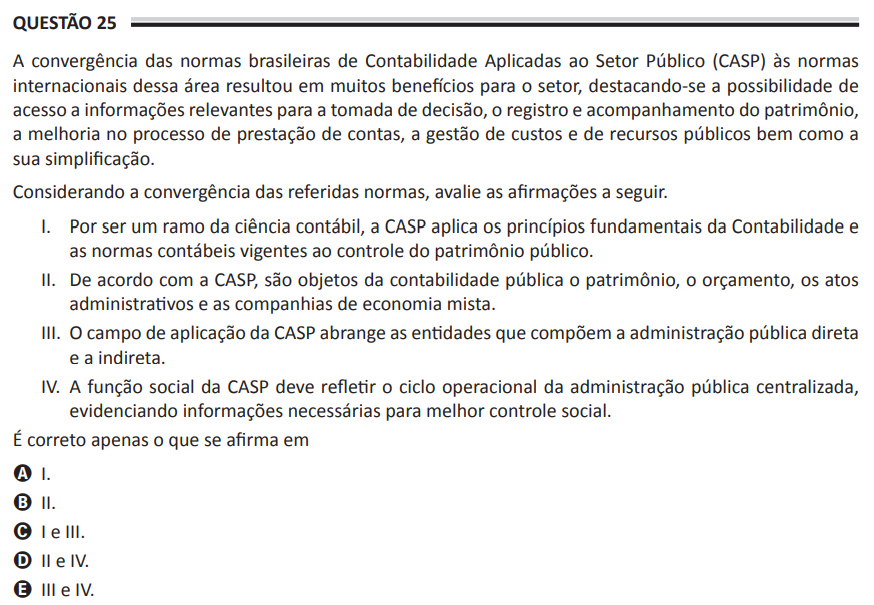 QUESTÃO 25
A convergência das normas brasileiras de Contabilidade Aplicadas ao Setor Público (CASP) às normas
internacionais dessa área resultou em muitos benefícios para o setor, destacando-se a possibilidade de
acesso a informações relevantes para a tomada de decisão, o registro e acompanhamento do patrimônio,
a melhoria no processo de prestação de contas, a gestão de custos e de recursos públicos bem como a
sua simplificação.
Considerando a convergência das referidas normas, avalie as afirmações a seguir.
I. Por ser um ramo da ciência contábil, a CASP aplica os princípios fundamentais da Contabilidade e
as normas contábeis vigentes ao controle do patrimônio público.
II. De acordo com a CASP, são objetos da contabilidade pública o patrimônio, o orçamento, os atos
administrativos e as companhias de economia mista.
III. O campo de aplicação da CASP abrange as entidades que compõem a administração pública direta
e a indireta.
IV. A função social da CASP deve refletir o ciclo operacional da administração pública centralizada,
evidenciando informações necessárias para melhor controle social.
É correto apenas o que se afirma em
A I.
B II.
C I e III.
D II e IV.
E III e IV.